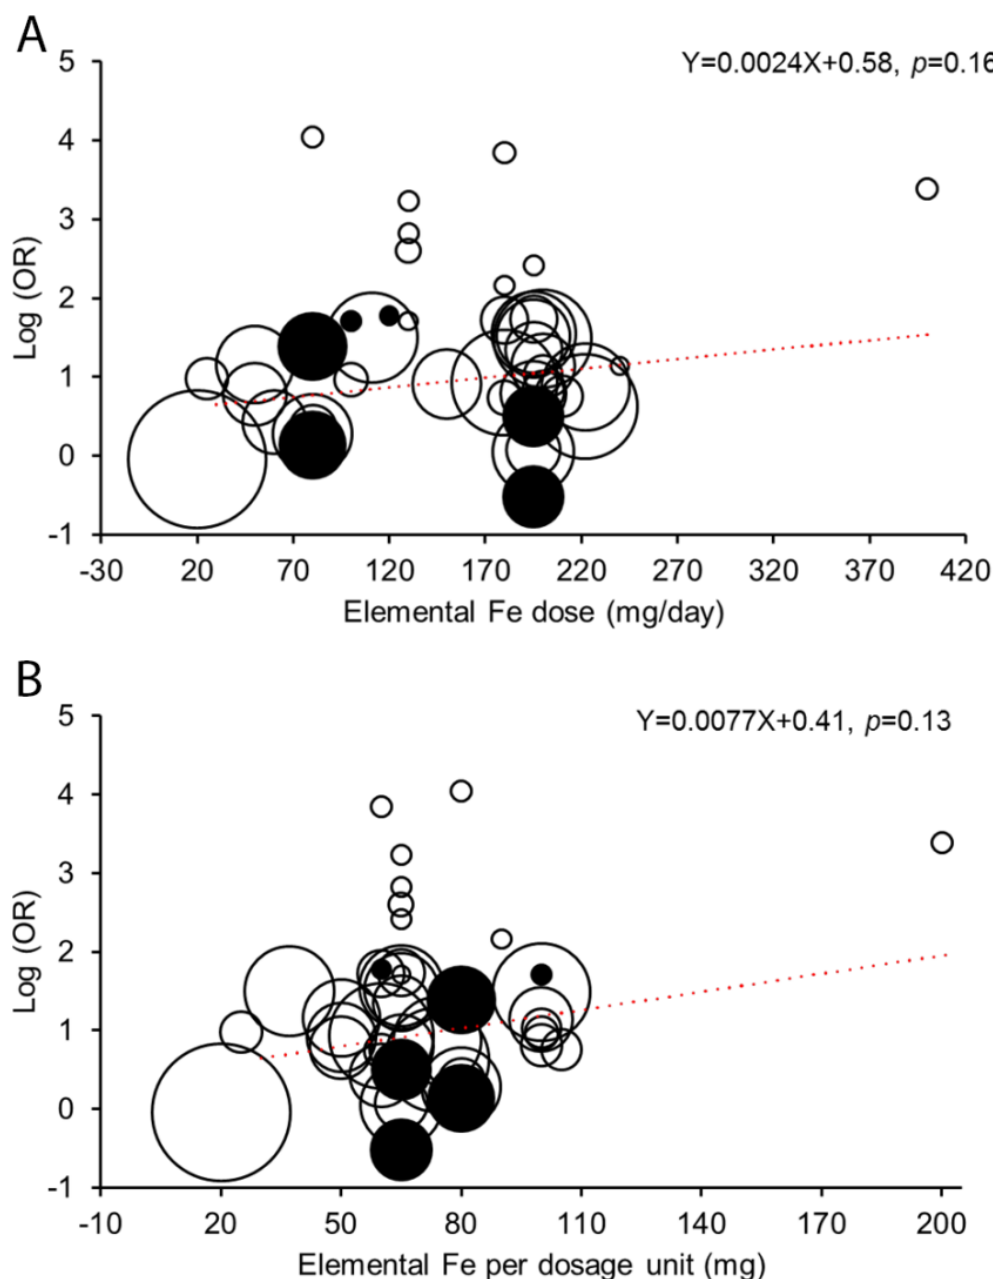 A
Y=0.0024X+0.58, p=0.16
5
4
3
2
1
0
-1
Log (OR)
-30 20 70 120 170 220 270 320 370 420
Elemental Fe dose (mg/day)
B
Y=0.0077X+0.41, p=0.13
5
4
3
2
1
0
-1
Log (OR)
-10 20 50 80 110 140 170 200
Elemental Fe per dosage unit (mg)